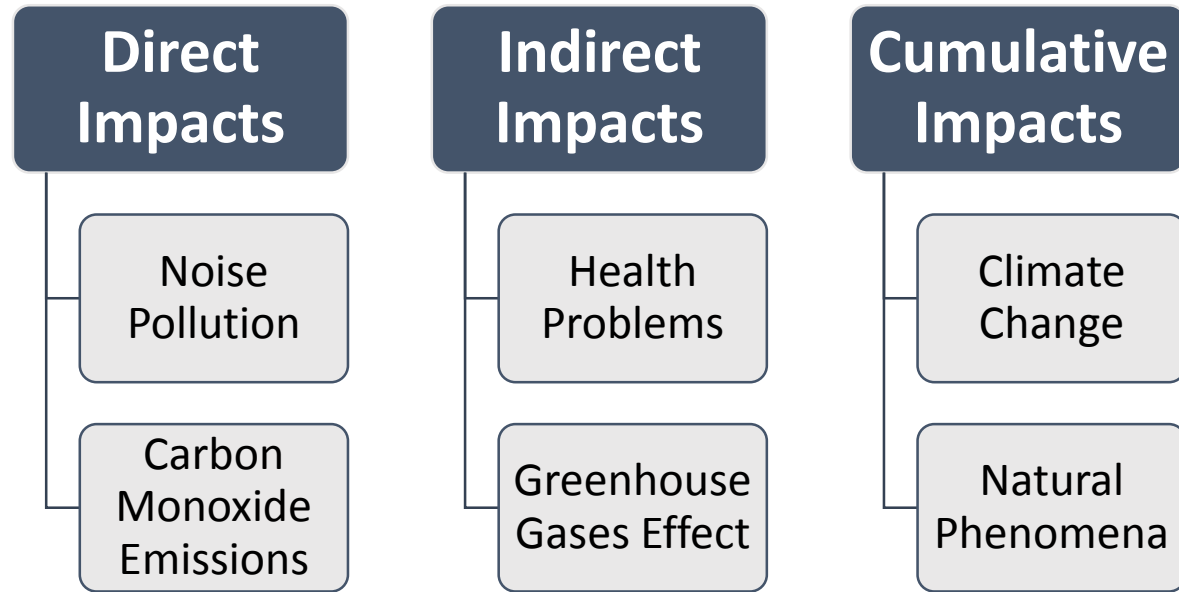 Direct
Impacts
Noise
Pollution
Carbon
Monoxide
Emissions
Indirect
Impacts
Health
Problems
Greenhouse
Gases Effect
Cumulative
Impacts
Climate
Change
Natural
Phenomena